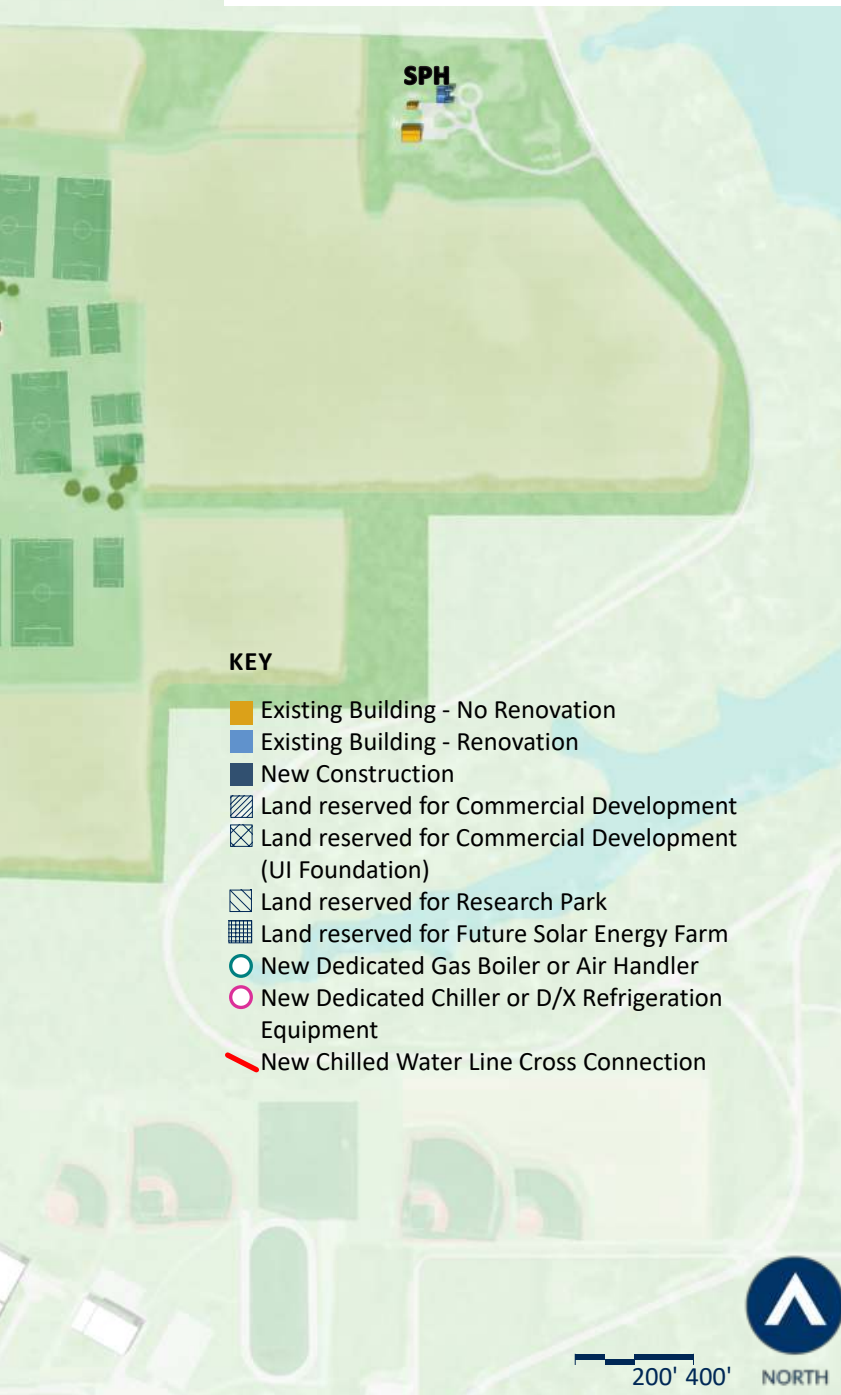 SPH
KEY
Existing Building - No Renovation
Existing Building - Renovation
New Construction
Land reserved for Commercial Development
Land reserved for Commercial Development
(UI Foundation)
Land reserved for Research Park
Land reserved for Future Solar Energy Farm
New Dedicated Gas Boiler or Air Handler
New Dedicated Chiller or D/X Refrigeration
Equipment
New Chilled Water Line Cross Connection
200' 400'
NORTH